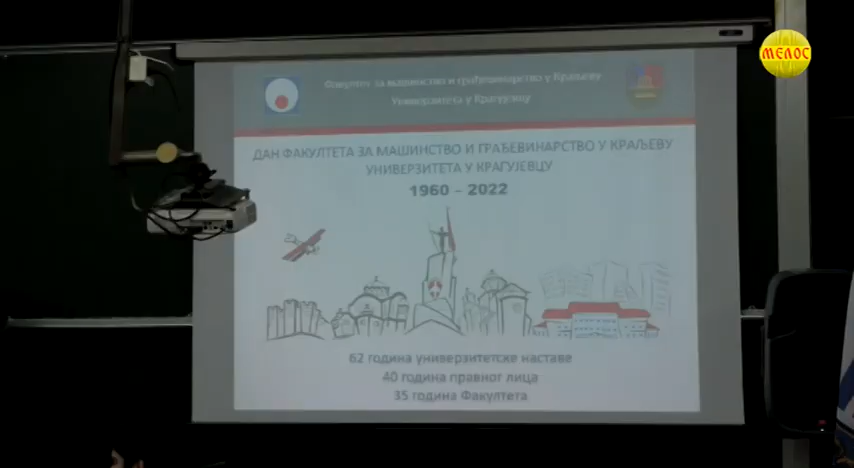 МЕЛОС
Факултет за машинство и грађевинарство у Краљеву
Универзитета у Крагујевцу
ДАН ФАКУЛТЕТА ЗА МАШИНСТВО И ГРАЂЕВИНАРСТВО У КРАЉЕВУ
УНИВЕРЗИТЕТА У КРАГУЈЕВЦУ
1960 – 2022
62 година универзитетске наставе
40 година правног лица
35 година Факултета